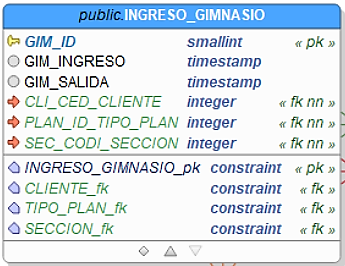 public.INGRESO_GIMNASIO
GIM_ID smallint « pk »
GIM_INGRESO timestamp
GIM_SALIDA timestamp
CLI_CED_CLIENTE integer « fk nn »
PLAN_ID_TIPO_PLAN integer « fk nn »
SEC_CODI_SECCION integer « fk nn »
INGRESO_GIMNASIO_pk constraint « pk »
CLIENTE_fk constraint « fk »
TIPO_PLAN_fk constraint « fk »
SECCION_fk constraint « fk »